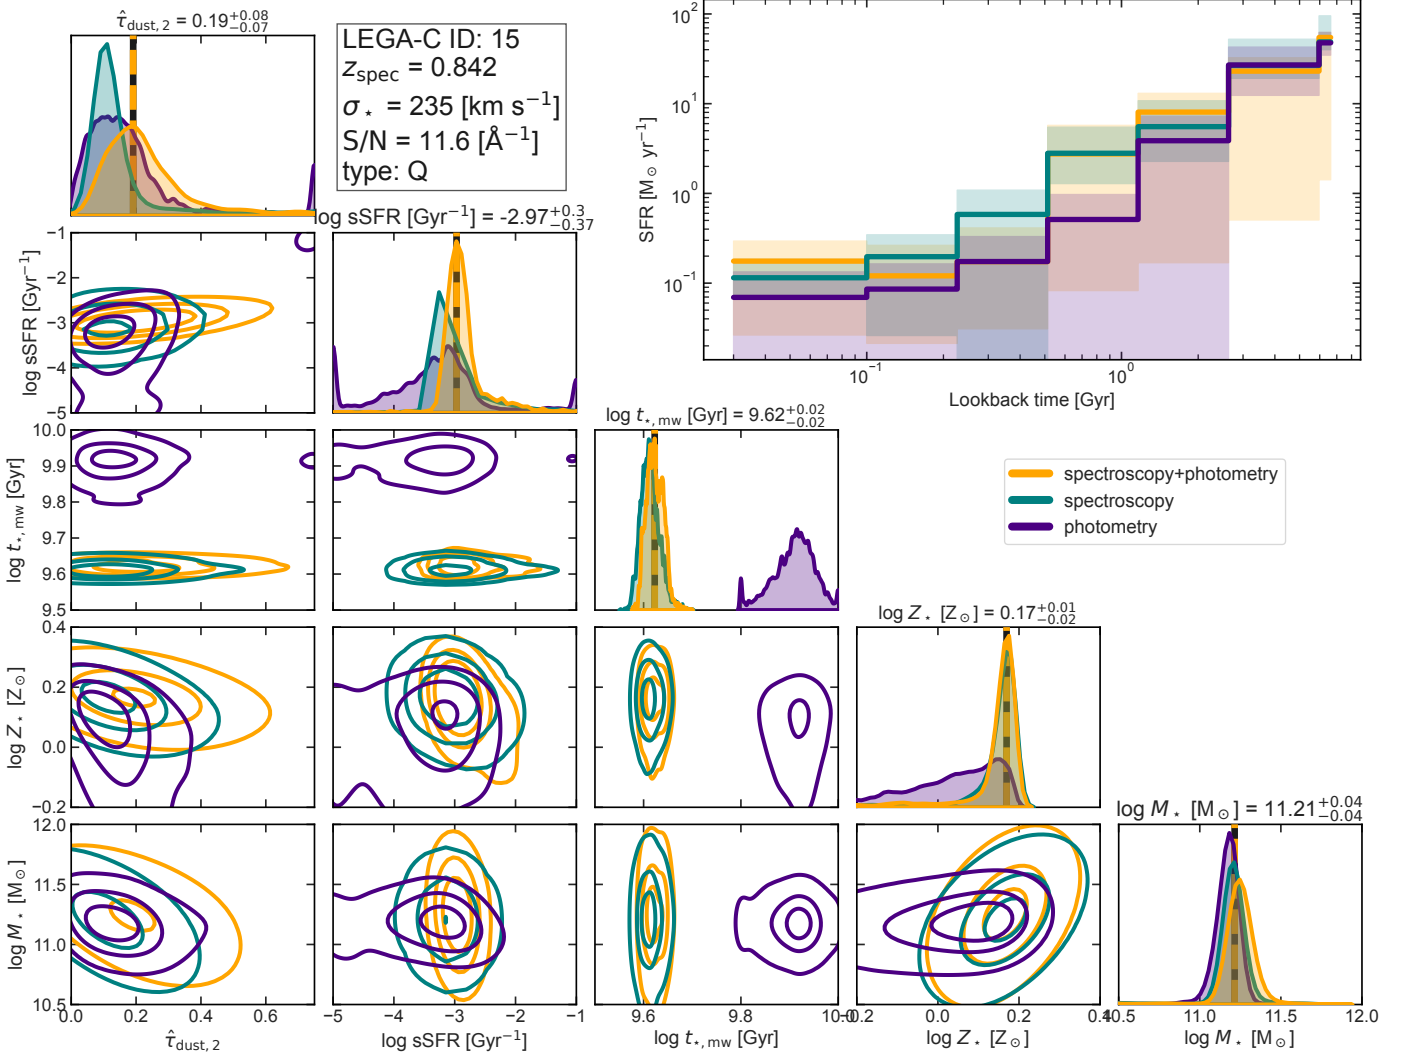 τ̂dust, 2 = 0.19+0.08−0.07
LEGA-C ID: 15
zspec = 0.842
σ⋆ = 235 [km s−1]
S/N = 11.6 [Å−1]
type: Q
10²
10¹
10⁰
10−1
SFR [M⊙ yr−1]
10−1
10⁰
Lookback time [Gyr]
log sSFR [Gyr−1] = -2.97+0.3−0.37
−1
−2
−3
−4
−5
log sSFR [Gyr−1]
log t⋆, mw [Gyr] = 9.62+0.02−0.02
10.0
9.9
9.8
9.7
9.6
9.5
log t⋆, mw [Gyr]
spectroscopy+photometry
spectroscopy
photometry
log Z⋆ [Z⊙] = 0.17+0.01−0.02
0.4
0.2
0.0
−0.2
log Z⋆ [Z⊙]
log M⋆ [M⊙] = 11.21+0.04−0.04
12.0
11.5
11.0
10.5
log M⋆ [M⊙]
0.0 0.2 0.4 0.6
−5 −4 −3 −2 −1
9.6 9.8 10.0
0.0 0.2 0.4
10.5 11.0 11.5 12.0
τ̂dust, 2
log sSFR [Gyr−1]
log t⋆, mw [Gyr]
log Z⋆ [Z⊙]
log M⋆ [M⊙]